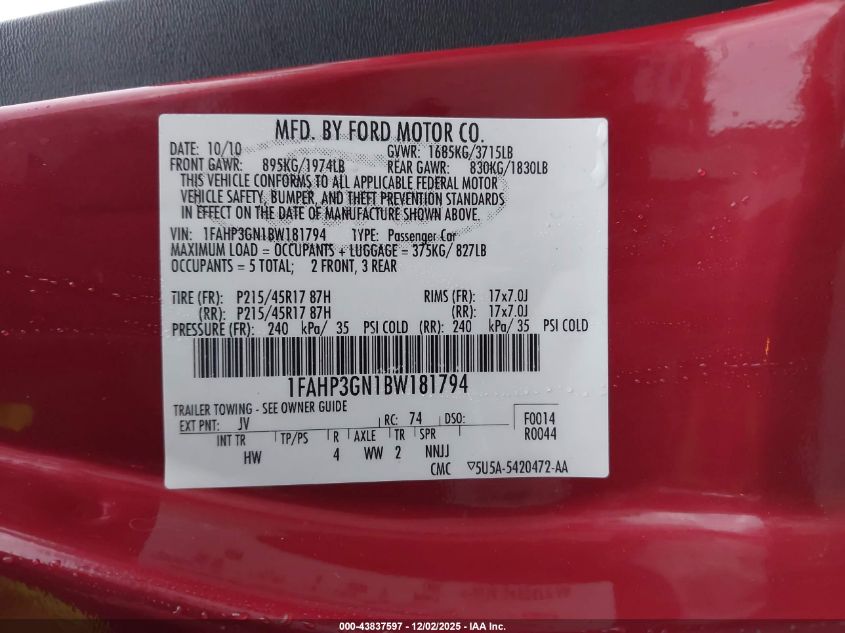 MFD. BY FORD MOTOR CO.
DATE: 10/10 GVWR: 1685KG/3715LB
FRONT GAWR: 895KG/1974LB REAR GAWR: 830KG/1830LB
THIS VEHICLE CONFORMS TO ALL APPLICABLE FEDERAL MOTOR
VEHICLE SAFETY, BUMPER, AND THEFT PREVENTION STANDARDS
IN EFFECT ON THE DATE OF MANUFACTURE SHOWN ABOVE.
VIN: 1FAHP3GN1BW181794 TYPE: Passenger Car
MAXIMUM LOAD = OCCUPANTS + LUGGAGE = 375KG/827LB
OCCUPANTS = 5 TOTAL; 2 FRONT, 3 REAR
TIRE (FR): P215/45R17 87H RIMS (FR): 17x7.0J
(RR): P215/45R17 87H (RR): 17x7.0J
PRESSURE (FR): 240 kPa/ 35 PSI COLD (RR): 240 kPa/ 35 PSI COLD
1FAHP3GN1BW181794
TRAILER TOWING - SEE OWNER GUIDE
EXT PNT: JV RC: 74 DSO: F0014
INT TR TP/PS R AXLE TR SPR R0044
HW 4 WW 2 NNJJ
CMC ▽5U5A-5420472-AA
000-43837597 - 12/02/2025 - IAA Inc.